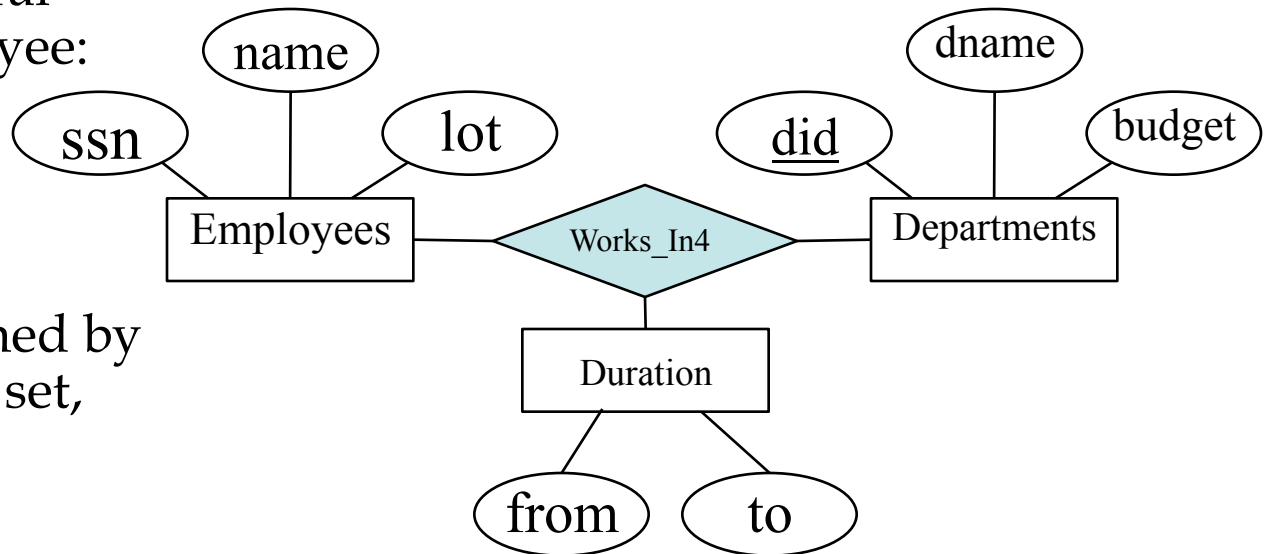 yee:
name
dname
ssn
lot
did
budget
Employees
Works_In4
Departments
ned by
set,
Duration
from
to